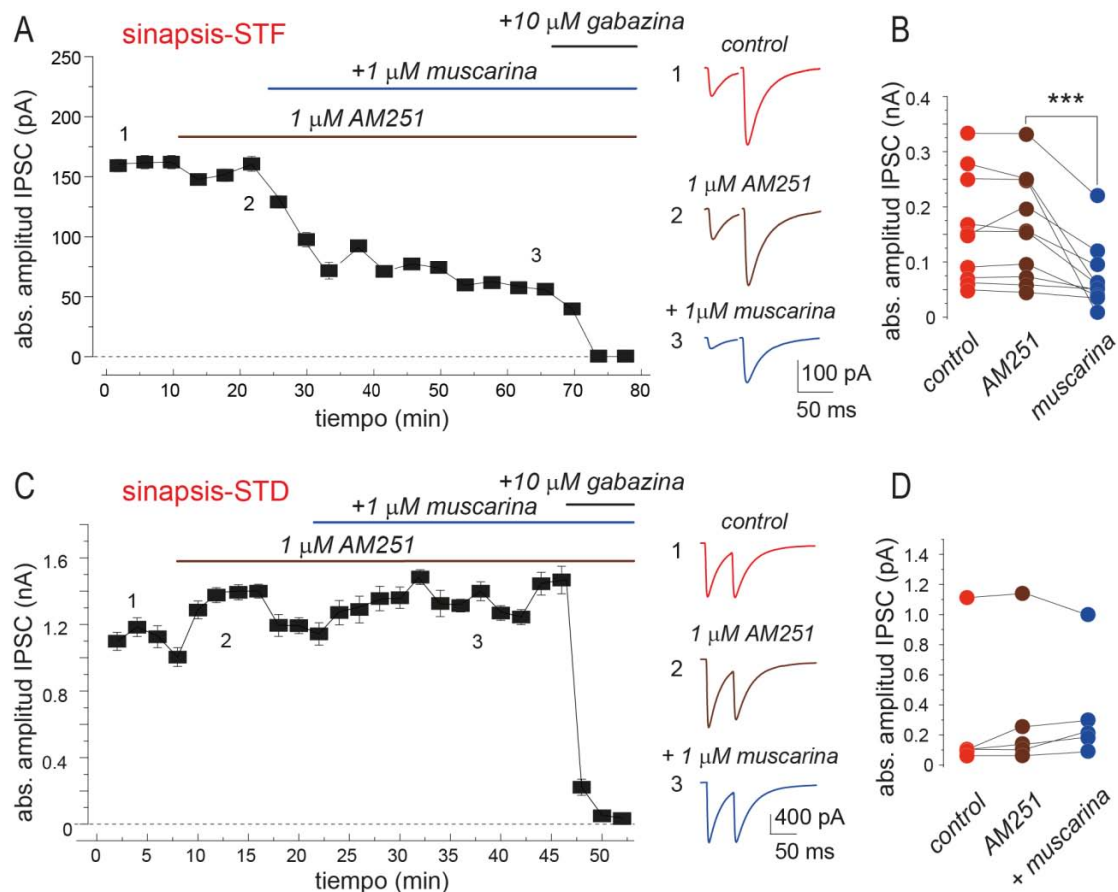 A
sinapsis-STF
+10 μM gabazina
+1 μM muscarina
1 μM AM251
abs. amplitud IPSC (pA)
250
200
150
100
50
0
1
2
3
0 10 20 30 40 50 60 70 80
tiempo (min)
control
1
1 μM AM251
2
+ 1μM muscarina
3
100 pA
50 ms
B
***
abs. amplitud IPSC (nA)
0.4
0.3
0.2
0.1
0
control
AM251
muscarina
C
sinapsis-STD
+10 μM gabazina
+1 μM muscarina
1 μM AM251
abs. amplitud IPSC (nA)
1.6
1.2
0.8
0.4
0
1
2
3
0 5 10 15 20 25 30 35 40 45 50
tiempo (min)
control
1
1 μM AM251
2
+ 1 μM muscarina
3
400 pA
50 ms
D
abs. amplitud IPSC (pA)
1.4
1.2
1.0
0.8
0.6
0.4
0.2
0
control
AM251
+ muscarina